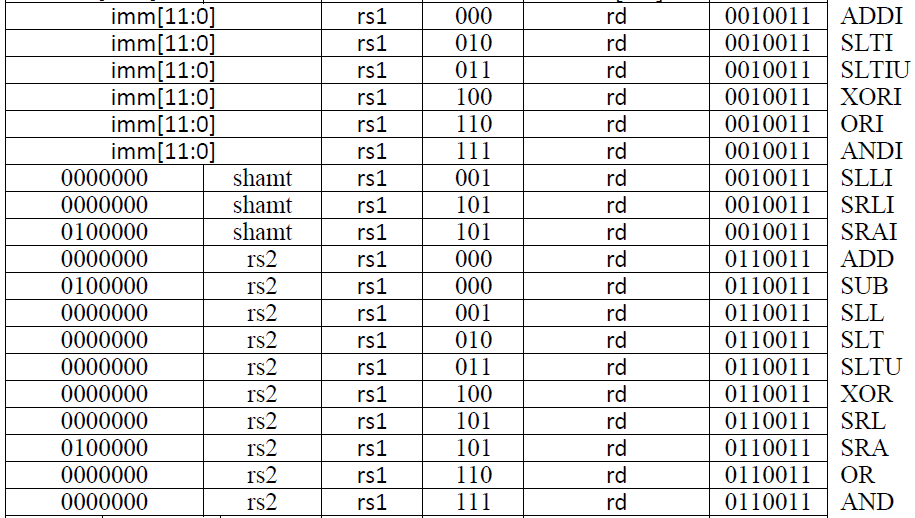 imm[11:0] rs1 000 rd 0010011 ADDI
imm[11:0] rs1 010 rd 0010011 SLTI
imm[11:0] rs1 011 rd 0010011 SLTIU
imm[11:0] rs1 100 rd 0010011 XORI
imm[11:0] rs1 110 rd 0010011 ORI
imm[11:0] rs1 111 rd 0010011 ANDI
0000000 shamt rs1 001 rd 0010011 SLLI
0000000 shamt rs1 101 rd 0010011 SRLI
0100000 shamt rs1 101 rd 0010011 SRAI
0000000 rs2 rs1 000 rd 0110011 ADD
0100000 rs2 rs1 000 rd 0110011 SUB
0000000 rs2 rs1 001 rd 0110011 SLL
0000000 rs2 rs1 010 rd 0110011 SLT
0000000 rs2 rs1 011 rd 0110011 SLTU
0000000 rs2 rs1 100 rd 0110011 XOR
0000000 rs2 rs1 101 rd 0110011 SRL
0100000 rs2 rs1 101 rd 0110011 SRA
0000000 rs2 rs1 110 rd 0110011 OR
0000000 rs2 rs1 111 rd 0110011 AND